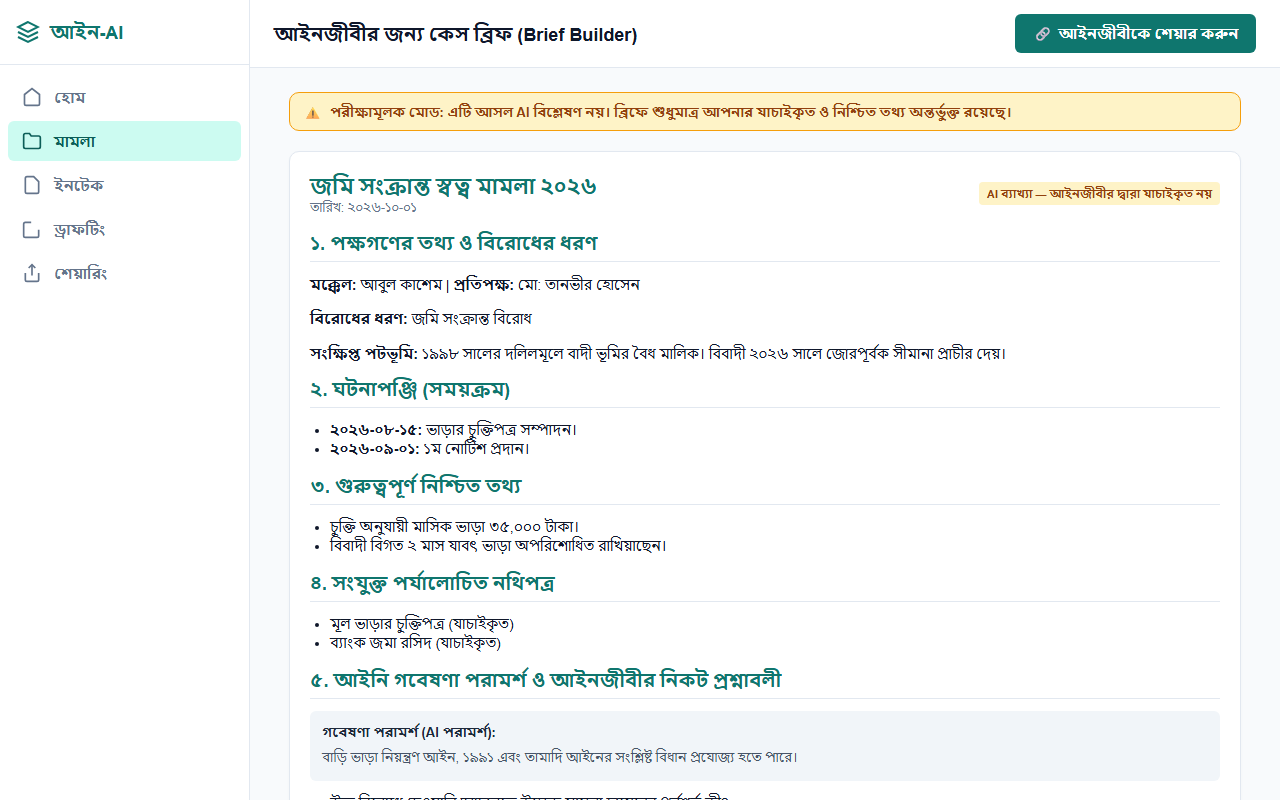 আইন-AI
আইনজীবীর জন্য কেস ব্রিফ (Brief Builder)
আইনজীবীকে শেয়ার করুন
হোম
মামলা
ইনটেক
ড্রাফটিং
শেয়ারিং
পরীক্ষামূলক মোড: এটি আসল AI বিশ্লেষণ নয়। ব্রিফে শুধুমাত্র আপনার যাচাইকৃত ও নিশ্চিত তথ্য অন্তর্ভুক্ত রয়েছে।
জমি সংক্রান্ত স্বত্ব মামলা ২০২৬
তারিখ: ২০২৬-১০-০১
AI ব্যাখ্যা — আইনজীবীর দ্বারা যাচাইকৃত নয়
১. পক্ষগণের তথ্য ও বিরোধের ধরণ
মক্কেল: আবুল কাশেম | প্রতিপক্ষ: মো: তানভীর হোসেন
বিরোধের ধরণ: জমি সংক্রান্ত বিরোধ
সংক্ষিপ্ত পটভূমি: ১৯৯৮ সালের দলিলমূলে বাদী ভূমির বৈধ মালিক। বিবাদী ২০২৬ সালে জোরপূর্বক সীমানা প্রাচীর দেয়।
২. ঘটনাপঞ্জি (সময়ক্রম)
২০২৬-০৮-১৫: ভাড়ার চুক্তিপত্র সম্পাদন।
২০২৬-০৯-০১: ১ম নোটিশ প্রদান।
৩. গুরুত্বপূর্ণ নিশ্চিত তথ্য
চুক্তি অনুযায়ী মাসিক ভাড়া ৩৫,০০০ টাকা।
বিবাদী বিগত ২ মাস যাবৎ ভাড়া অপরিশোধিত রাখিয়াছেন।
৪. সংযুক্ত পর্যালোচিত নথিপত্র
মূল ভাড়ার চুক্তিপত্র (যাচাইকৃত)
ব্যাংক জমা রসিদ (যাচাইকৃত)
৫. আইনি গবেষণা পরামর্শ ও আইনজীবীর নিকট প্রশ্নাবলী
গবেষণা পরামর্শ (AI পরামর্শ):
বাড়ি ভাড়া নিয়ন্ত্রণ আইন, ১৯৯১ এবং তামাদি আইনের সংশ্লিষ্ট বিধান প্রযোজ্য হতে পারে।